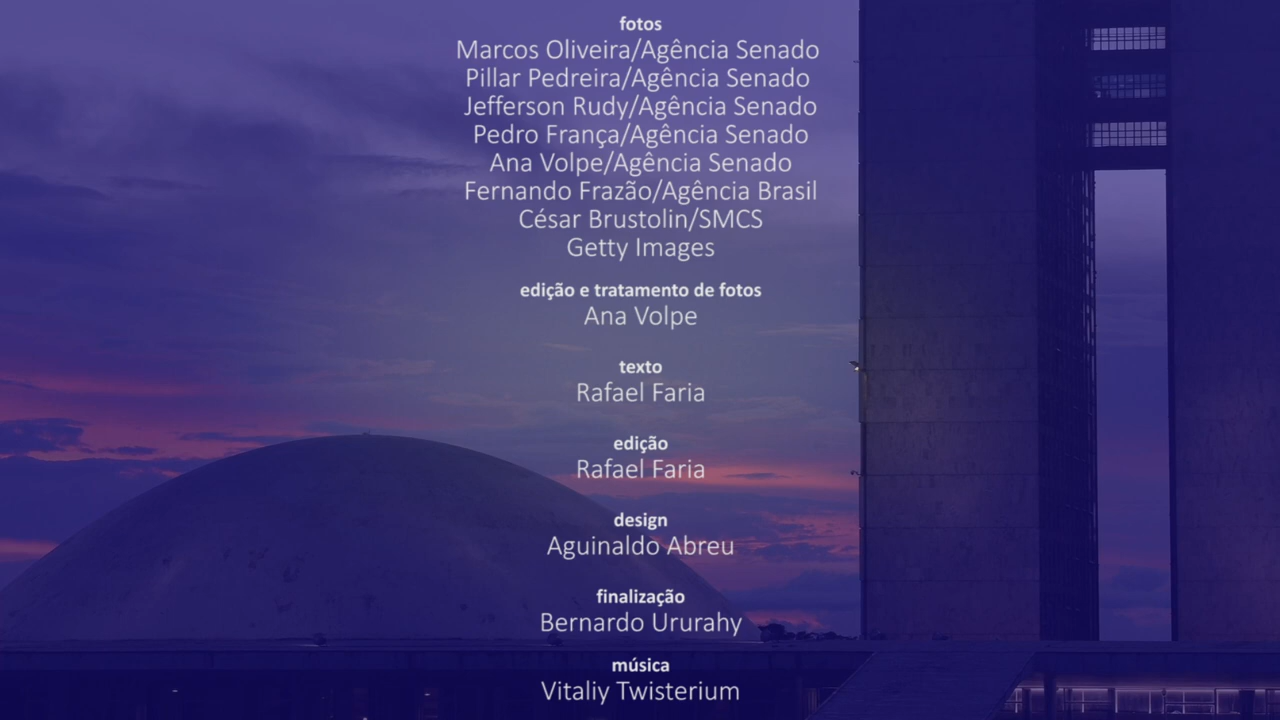 fotos
Marcos Oliveira/Agência Senado
Pillar Pedreira/Agência Senado
Jefferson Rudy/Agência Senado
Pedro França/Agência Senado
Ana Volpe/Agência Senado
Fernando Frazão/Agência Brasil
César Brustolin/SMCS
Getty Images
edição e tratamento de fotos
Ana Volpe
texto
Rafael Faria
edição
Rafael Faria
design
Aguinaldo Abreu
finalização
Bernardo Ururahy
música
Vitaliy Twisterium